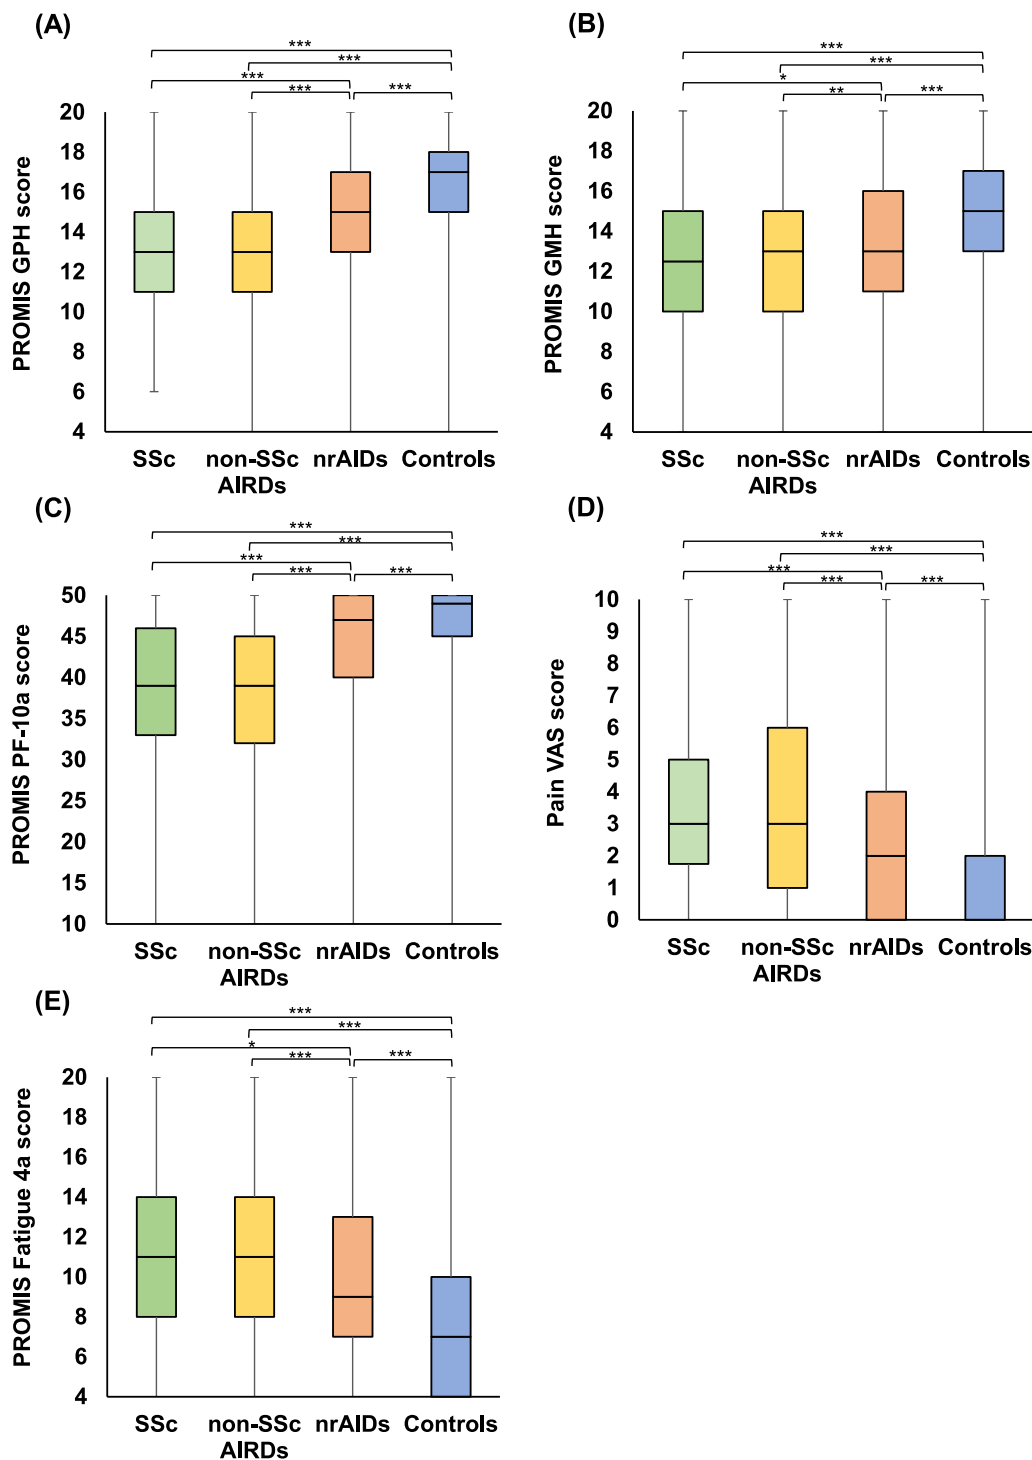 (A)
***
***
***
***
***
PROMIS GPH score
20
18
16
14
12
10
8
6
4
SSc
non-SSc
AIRDs
nrAIDs
Controls
(B)
***
***
*
**
***
PROMIS GMH score
20
18
16
14
12
10
8
6
4
SSc
non-SSc
AIRDs
nrAIDs
Controls
(C)
***
***
***
***
***
PROMIS PF-10a score
50
45
40
35
30
25
20
15
10
SSc
non-SSc
AIRDs
nrAIDs
Controls
(D)
***
***
***
***
***
Pain VAS score
10
9
8
7
6
5
4
3
2
1
0
SSc
non-SSc
AIRDs
nrAIDs
Controls
(E)
***
***
*
***
***
PROMIS Fatigue 4a score
20
18
16
14
12
10
8
6
4
SSc
non-SSc
AIRDs
nrAIDs
Controls